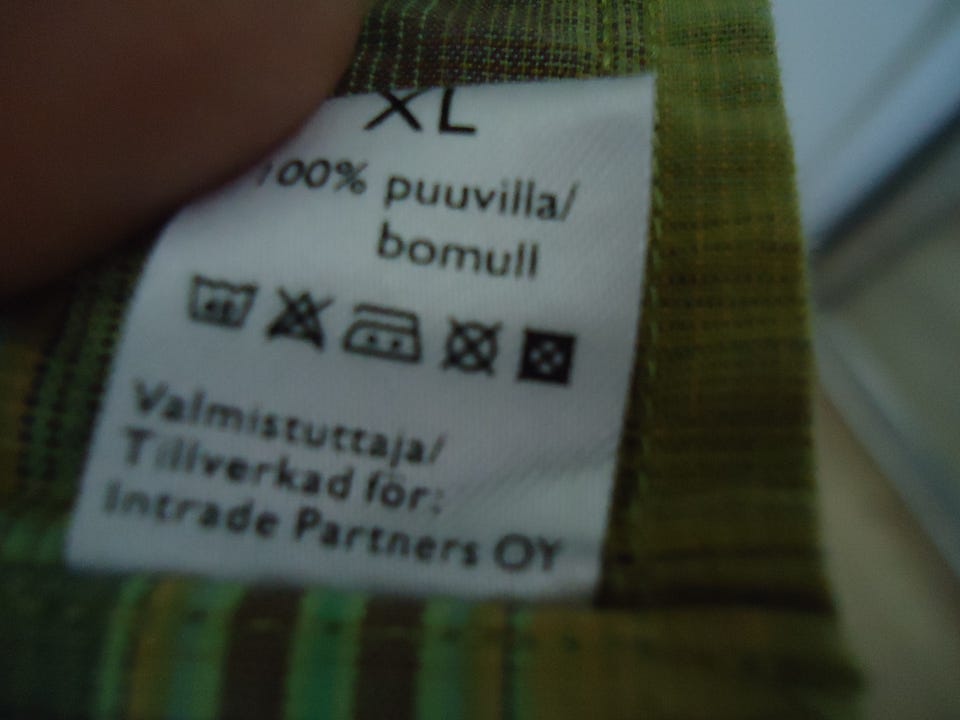 XL
100% puuvilla/
bomull
Valmistuttaja/
Tillverkad för:
Intrade Partners OY